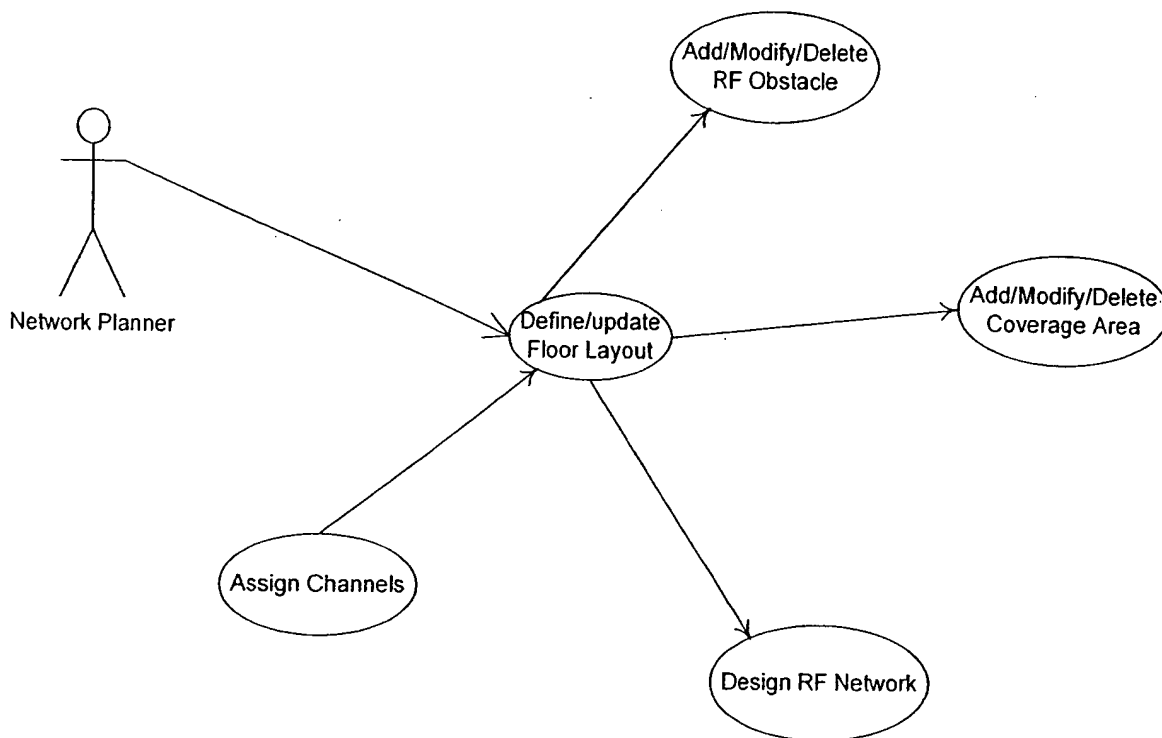 Add/Modify/Delete
RF Obstacle
Network Planner
Define/update
Floor Layout
Add/Modify/Delete
Coverage Area
Assign Channels
Design RF Network